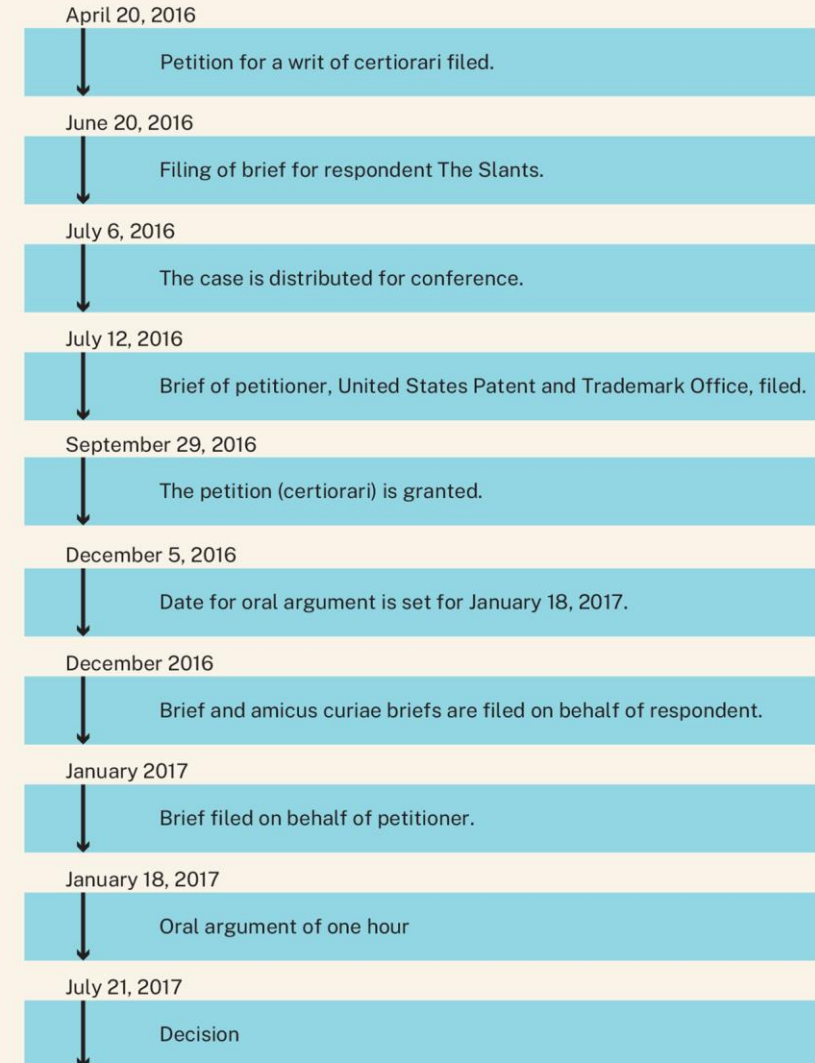 April 20, 2016
Petition for a writ of certiorari filed.
June 20, 2016
Filing of brief for respondent The Slants.
July 6, 2016
The case is distributed for conference.
July 12, 2016
Brief of petitioner, United States Patent and Trademark Office, filed.
September 29, 2016
The petition (certiorari) is granted.
December 5, 2016
Date for oral argument is set for January 18, 2017.
December 2016
Brief and amicus curiae briefs are filed on behalf of respondent.
January 2017
Brief filed on behalf of petitioner.
January 18, 2017
Oral argument of one hour
July 21, 2017
Decision